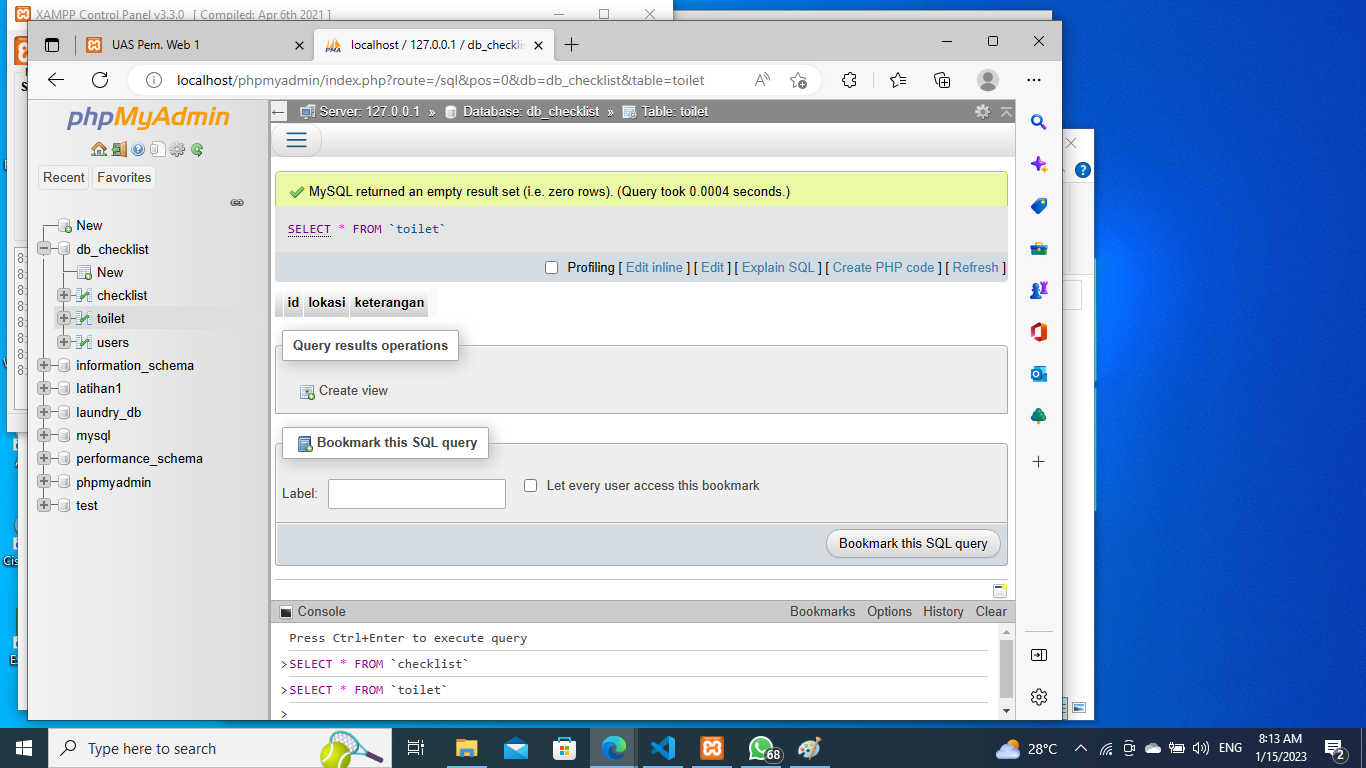 XAMPP Control Panel v3.3.0 [ Compiled: Apr 6th 2021 ]
UAS Pem. Web 1
localhost / 127.0.0.1 / db_checklis
localhost/phpmyadmin/index.php?route=/sql&pos=0&db=db_checklist&table=toilet
phpMyAdmin
Recent
Favorites
New
db_checklist
New
checklist
toilet
users
information_schema
latihan1
laundry_db
mysql
performance_schema
phpmyadmin
test
Server: 127.0.0.1 » Database: db_checklist » Table: toilet
MySQL returned an empty result set (i.e. zero rows). (Query took 0.0004 seconds.)
SELECT * FROM `toilet`
Profiling [ Edit inline ] [ Edit ] [ Explain SQL ] [ Create PHP code ] [ Refresh ]
id lokasi keterangan
Query results operations
Create view
Bookmark this SQL query
Label:
Let every user access this bookmark
Bookmark this SQL query
Console
Bookmarks Options History Clear
Press Ctrl+Enter to execute query
>SELECT * FROM `checklist`
>SELECT * FROM `toilet`
>
Type here to search
68
28°C
ENG
8:13 AM
1/15/2023
2